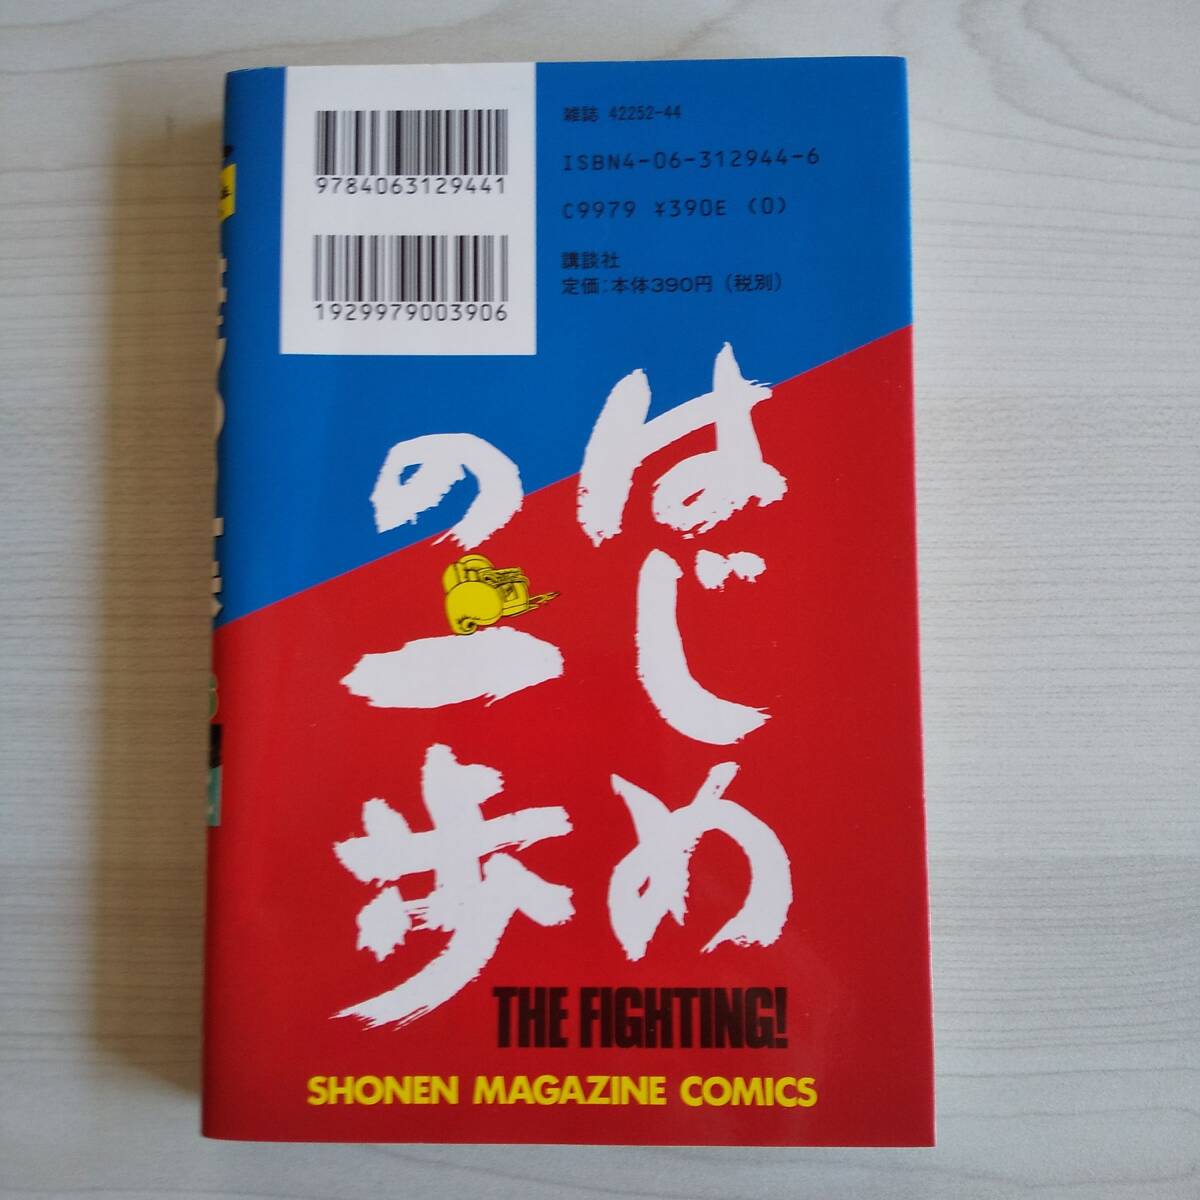 9784063129441
1929979003906
雑誌 42252-44
ISBN4-06-312944-6
C9979 ¥390E (0)
講談社
定価:本体390円(税別)
はじめ
の一歩
THE FIGHTING!
SHONEN MAGAZINE COMICS